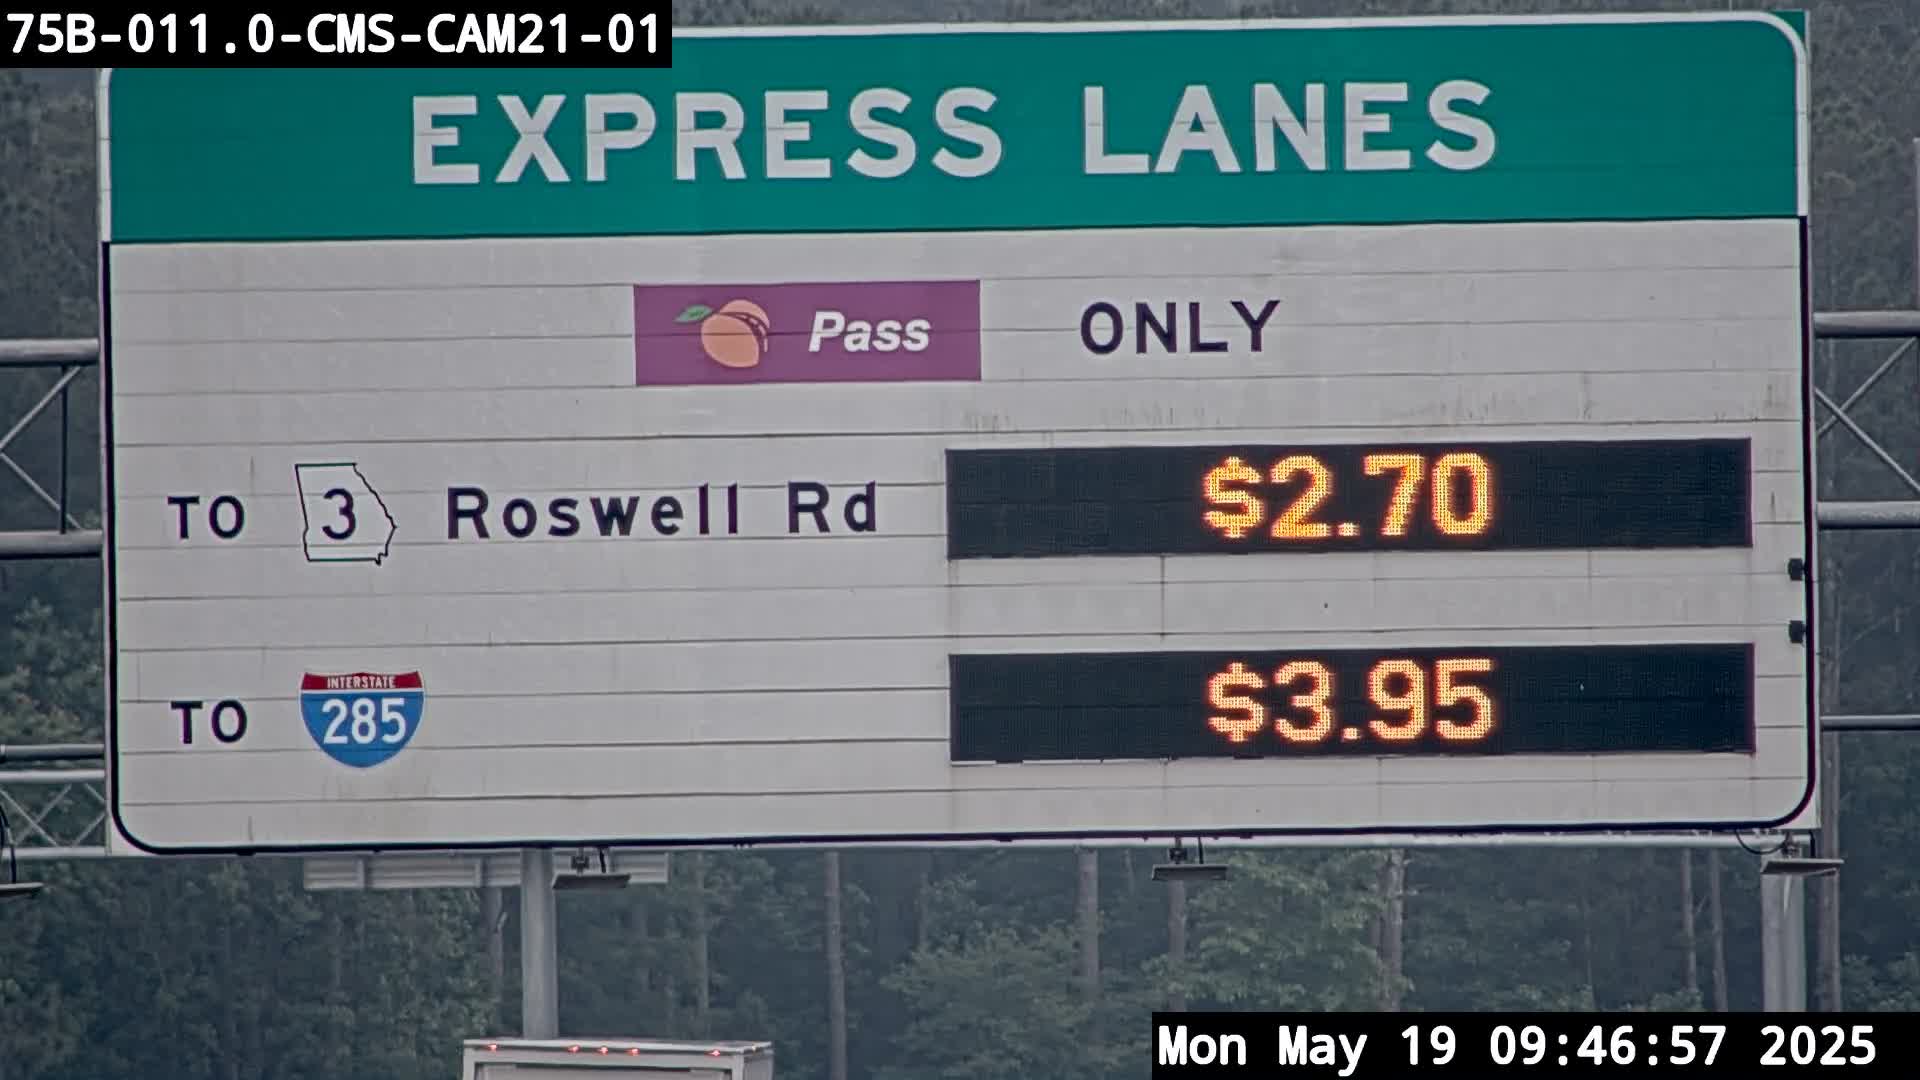 75B-011.0-CMS-CAM21-01
EXPRESS LANES
Pass ONLY
TO 3 Roswell Rd $2.70
INTERSTATE
TO 285 $3.95
Mon May 19 09:46:57 2025